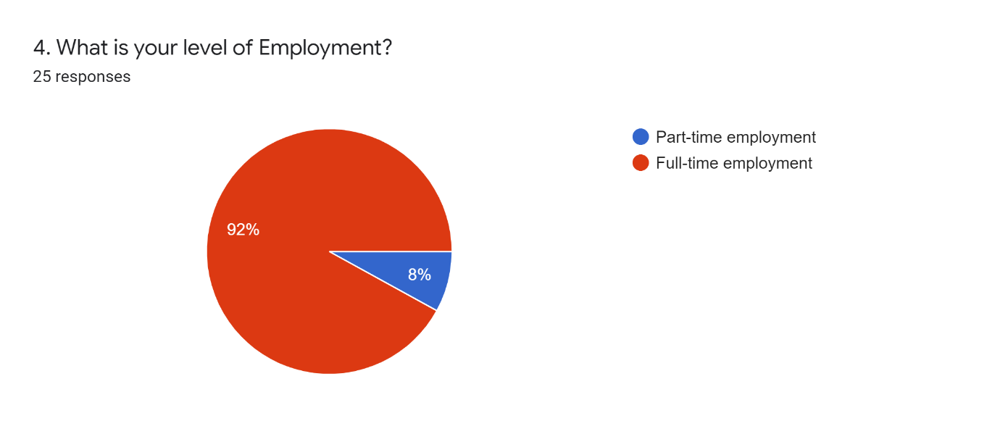 4. What is your level of Employment?
25 responses
Part-time employment
Full-time employment
92%
8%